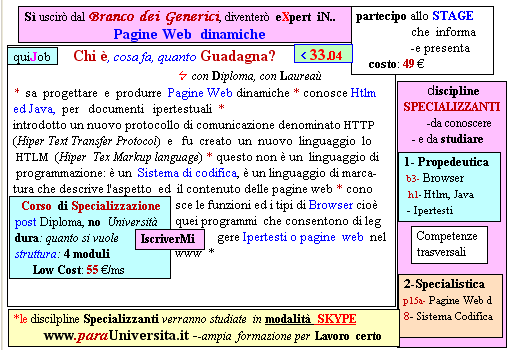 Si uscirò dal Branco dei Generici, diventerò eXpert iN..
Pagine Web dinamiche
partecipo allo STAGE
che informa
-e presenta
costo: 49 €
quiJob
Chi è, cosa fa, quanto Guadagna?
< 33.04
con Diploma, con Laureaù
* sa progettare e produrre Pagine Web dinamiche * conosce Htlm
ed Java, per documenti ipertestuali *
introdotto un nuovo protocollo di comunicazione denominato HTTP
(Hiper Text Transfer Protocol) e fu creato un nuovo linguaggio lo
HTLM (Hiper Tex Markup language) * questo non è un linguaggio di
programmazione: è un Sistema di codifica, è un linguaggio di marca-
tura che descrive l'aspetto ed il contenuto delle pagine web * cono
sce le funzioni ed i tipi di Browser cioè
quei programmi che consentono di leg
gere Ipertesti o pagine web nel
www *
Corso di Specializzazione
post Diploma, no Università
dura: quanto si vuole
struttura: 4 moduli
Low Cost: 55 €/ms
IscriverMi
discipline
SPECIALIZZANTI
-da conoscere
- e da studiare
1- Propedeutica
b3- Browser
h1- Htlm, Java
- Ipertesti
Competenze
trasversali
2-Specialistica
p15a- Pagine Web d
8- Sistema Codifica
*le discilpline Specializzanti verranno studiate in modalità SKYPE
www.paraUniversita.it --ampia formazione per Lavoro certo